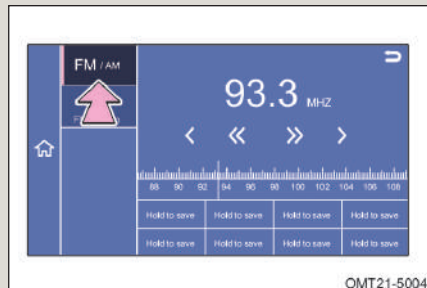 FM / AM
93.3 MHZ
88 90 92 94 96 98 100 102 104 106 108
Hold to save Hold to save Hold to save Hold to save
Hold to save Hold to save Hold to save Hold to save
OMT21-5004